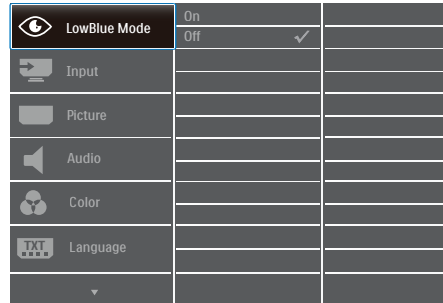 LowBlue Mode
On
Off
Input
Picture
Audio
Color
TXT
Language